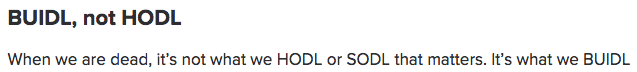 BUIDL, not HODL
When we are dead, it’s not what we HODL or SODL that matters. It’s what we BUIDL